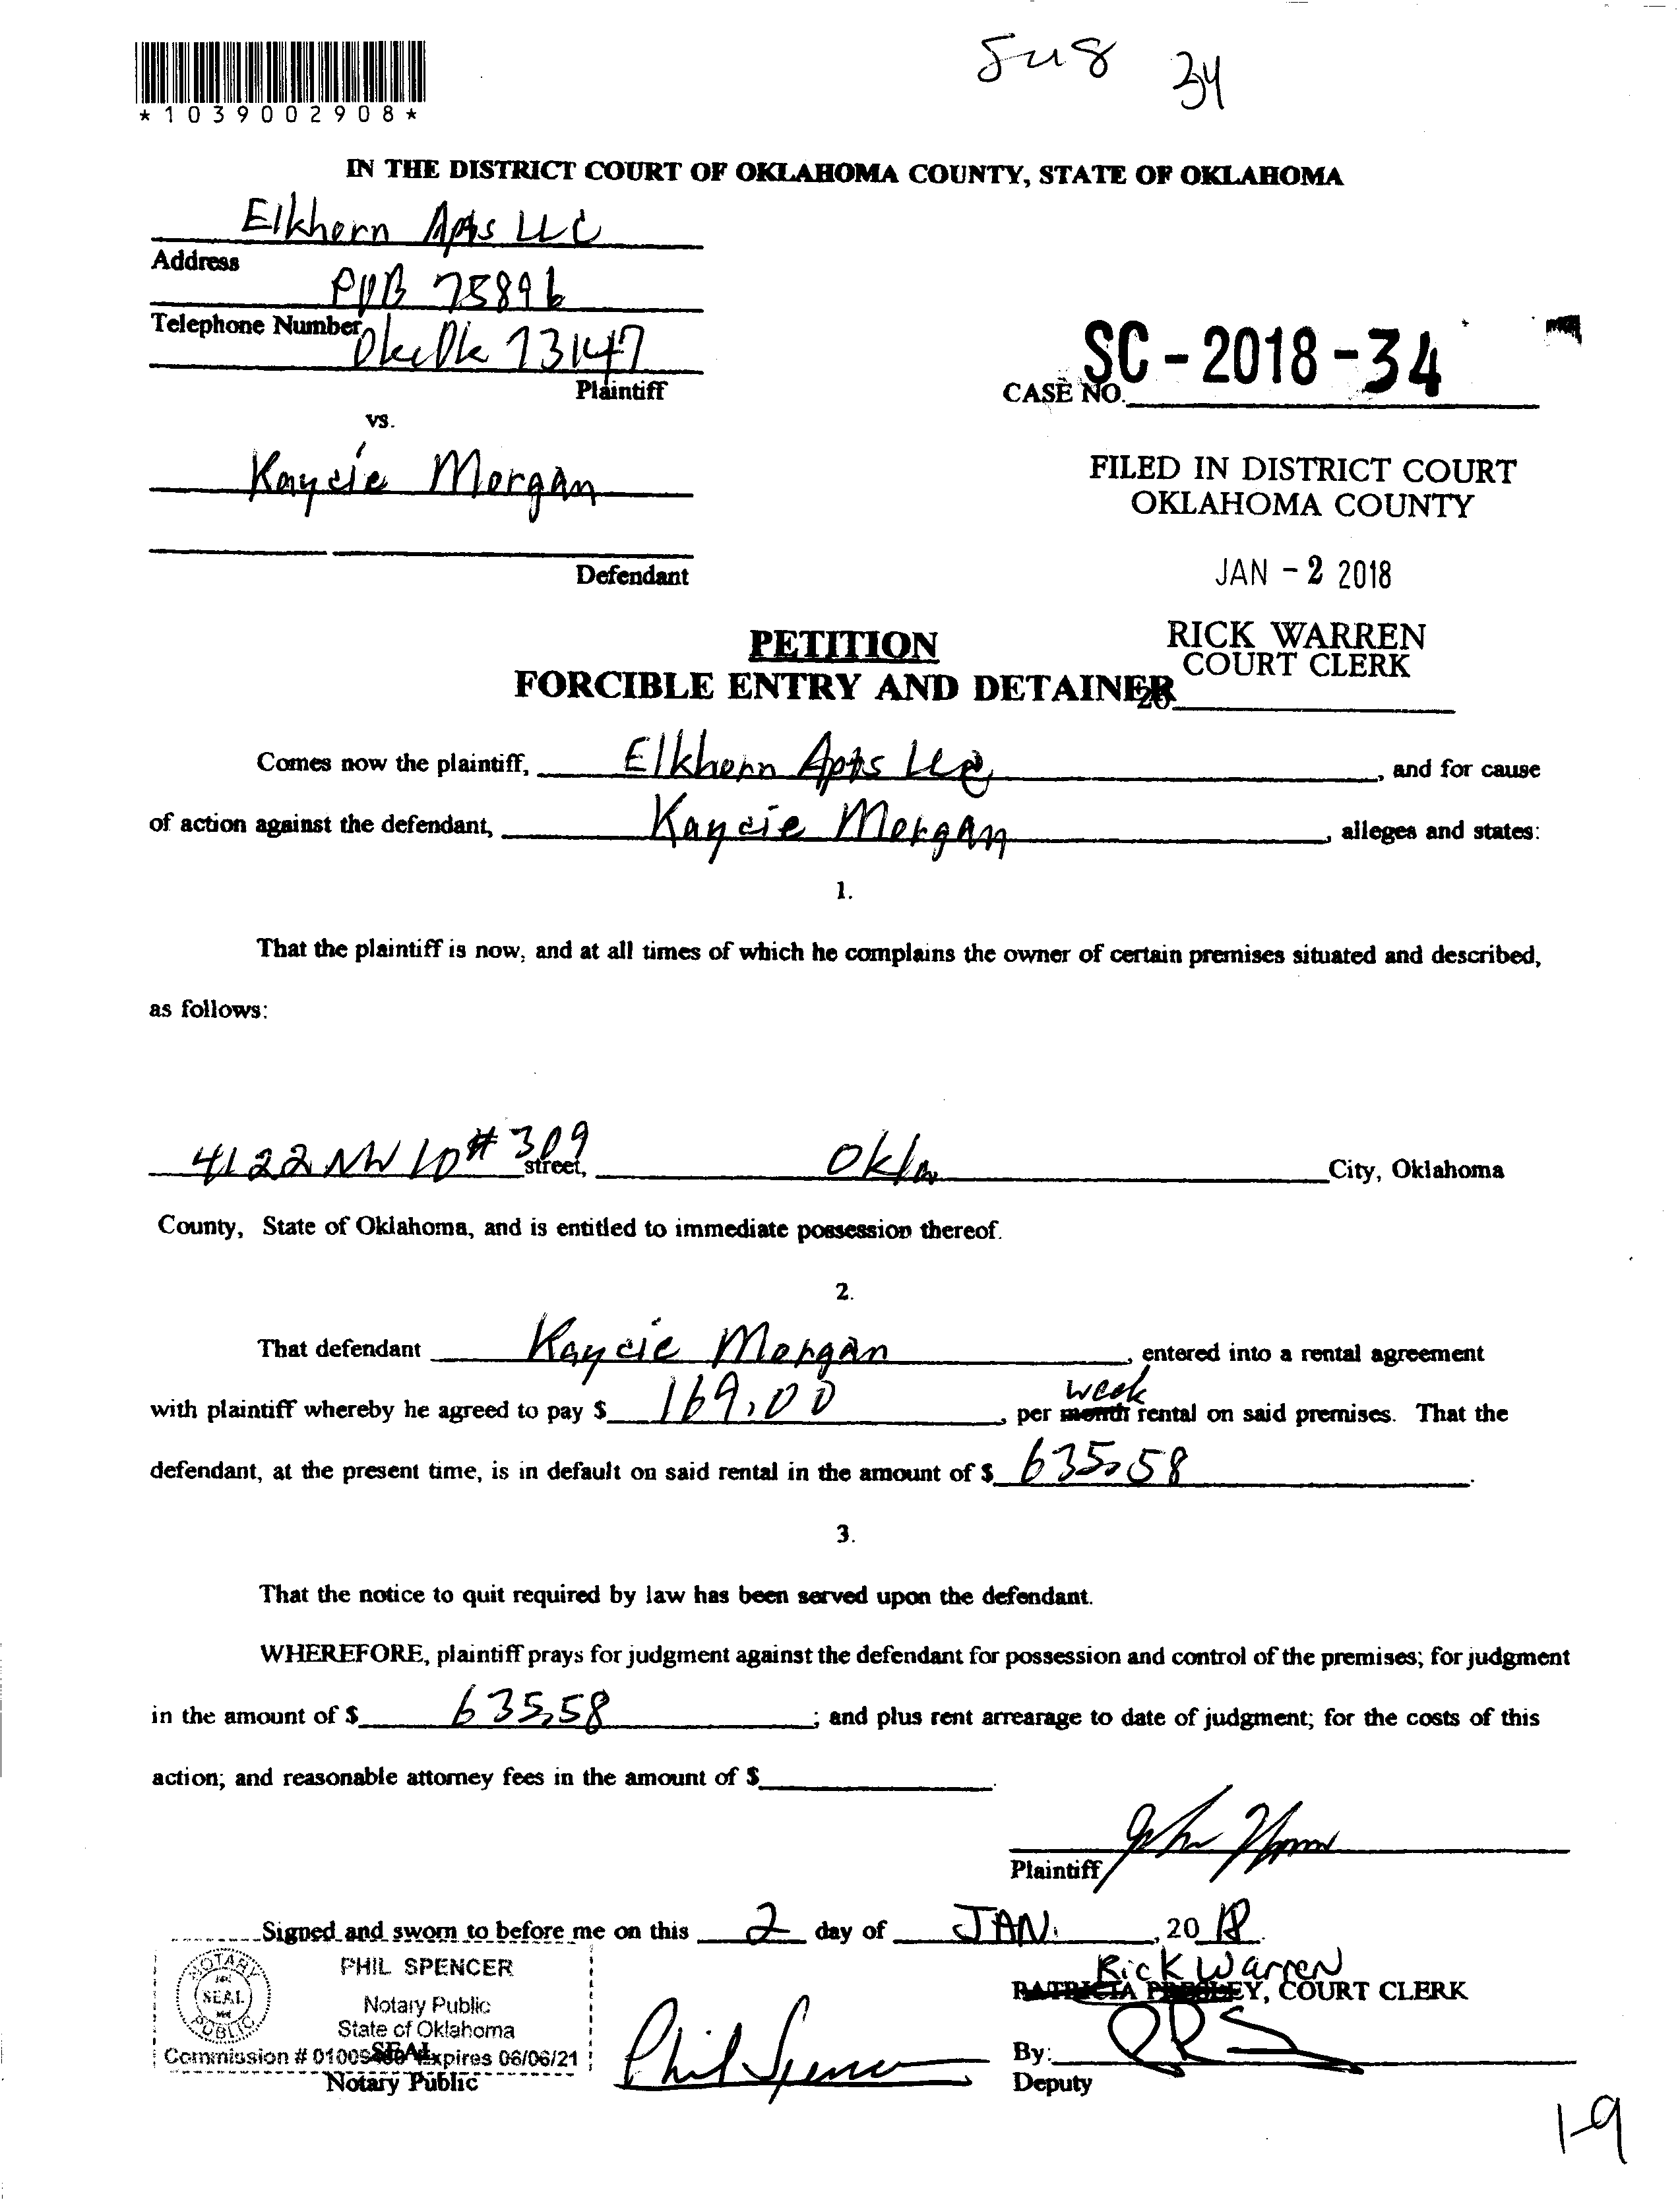 *1039002908*
34
IN THE DISTRICT COURT OF OKLAHOMA COUNTY, STATE OF OKLAHOMA
Elkhorn Apts LLC
Address
POB 75896
Telephone Number
Okc Ok 73147
Plaintiff
vs.
Kaycie Morgan
Defendant
SC-2018-34
CASE NO.
FILED IN DISTRICT COURT
OKLAHOMA COUNTY
JAN - 2 2018
RICK WARREN
COURT CLERK
PETITION
FORCIBLE ENTRY AND DETAINER
20
Comes now the plaintiff, Elkhorn Apts LLC, and for cause
of action against the defendant, Kaycie Morgan, alleges and states:
1.
That the plaintiff is now, and at all times of which he complains the owner of certain premises situated and described,
as follows:
4122 NW 10 # 309 street, Okla City, Oklahoma
County, State of Oklahoma, and is entitled to immediate possession thereof.
2.
That defendant Kaycie Morgan, entered into a rental agreement
week
with plaintiff whereby he agreed to pay $ 169.00, per month rental on said premises. That the
defendant, at the present time, is in default on said rental in the amount of $ 635.58.
3.
That the notice to quit required by law has been served upon the defendant.
WHEREFORE, plaintiff prays for judgment against the defendant for possession and control of the premises; for judgment
in the amount of $ 635.58; and plus rent arrearage to date of judgment; for the costs of this
action; and reasonable attorney fees in the amount of $ .
John
Plaintiff
Signed and sworn to before me on this 2 day of JAN., 20 18.
Rick Warren
PATRICIA PRESLEY, COURT CLERK
NOTARY PUBLIC
SEAL
PHIL SPENCER
Notary Public
State of Oklahoma
Commission # Expires 06/06/21
SEAL
Notary Public
Phil Spencer
By:
Deputy
1-9